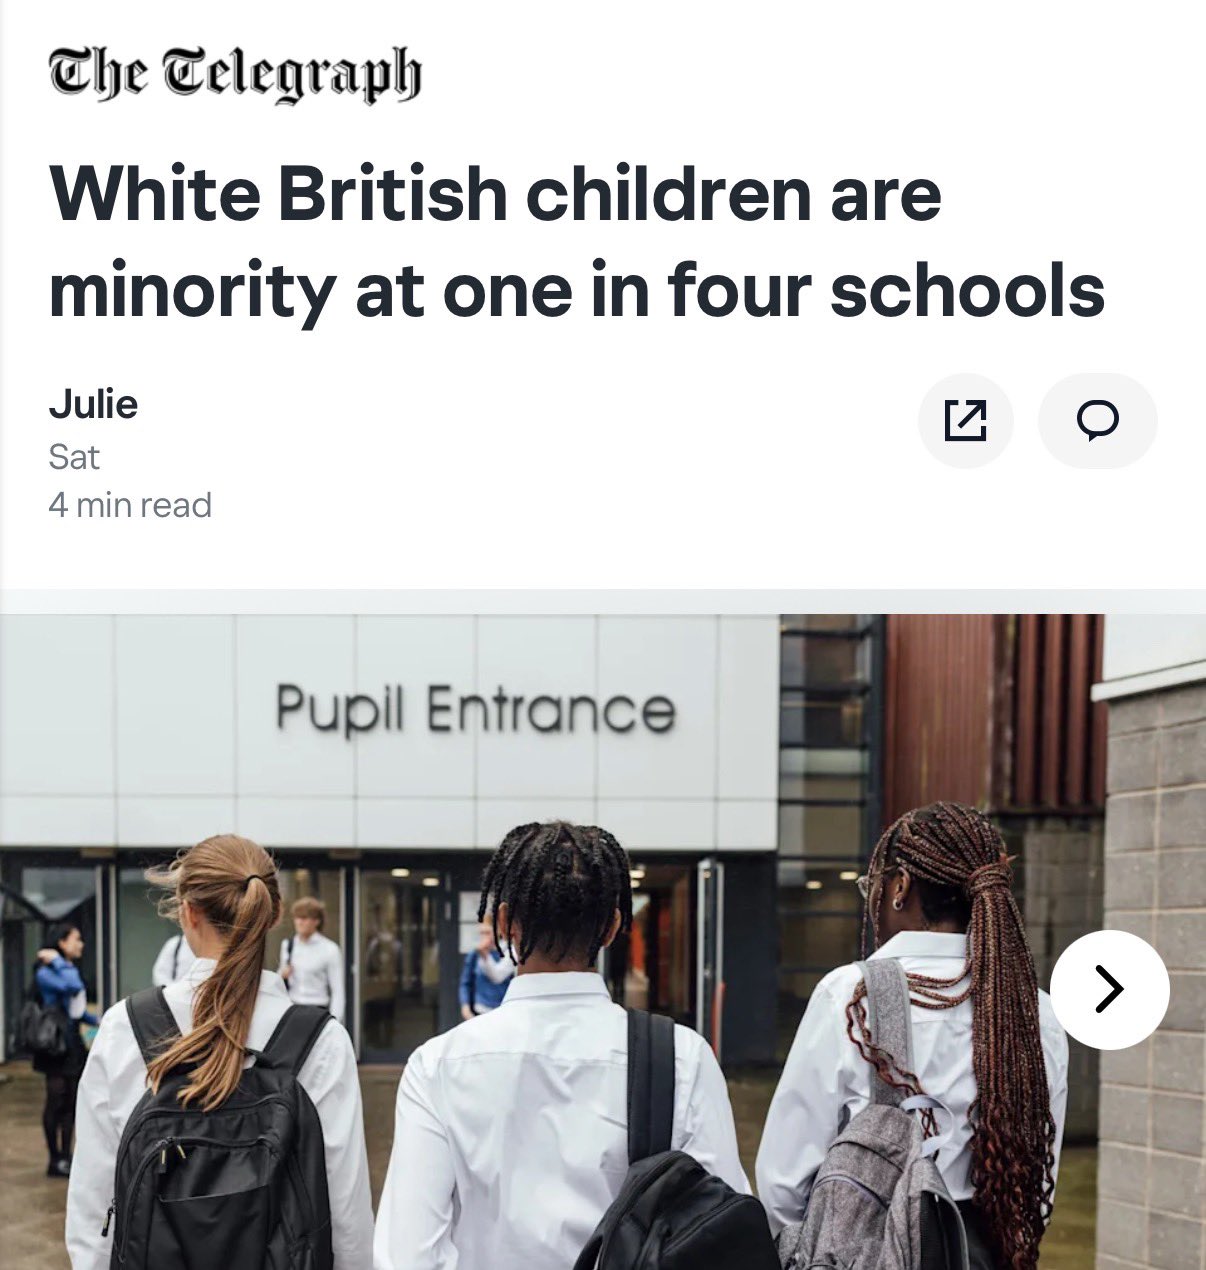 The Telegraph
White British children are
minority at one in four schools
Julie
Sat
4 min read
Pupil Entrance